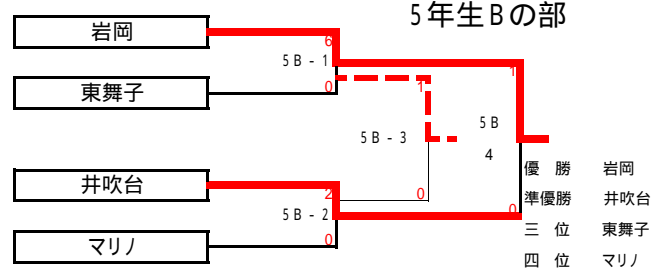 5年生Bの部
岩岡
6
5B-1
東舞子
0
1
1
5B-3
5B
4
井吹台
2
0
5B-2
0
マリノ
0
優 勝 岩岡
準優勝 井吹台
三 位 東舞子
四 位 マリノ